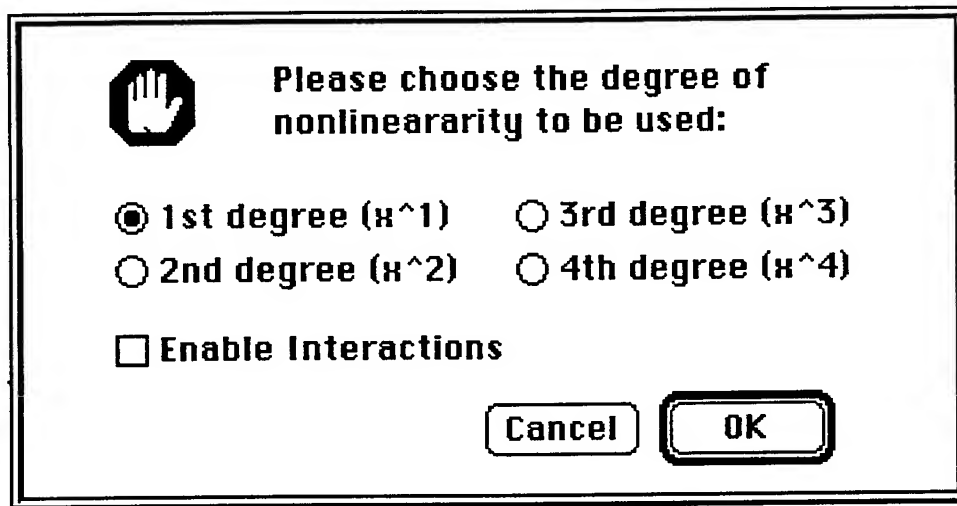 Please choose the degree of
nonlineararity to be used:
1st degree (x^1) 3rd degree (x^3)
2nd degree (x^2) 4th degree (x^4)
Enable Interactions
Cancel OK